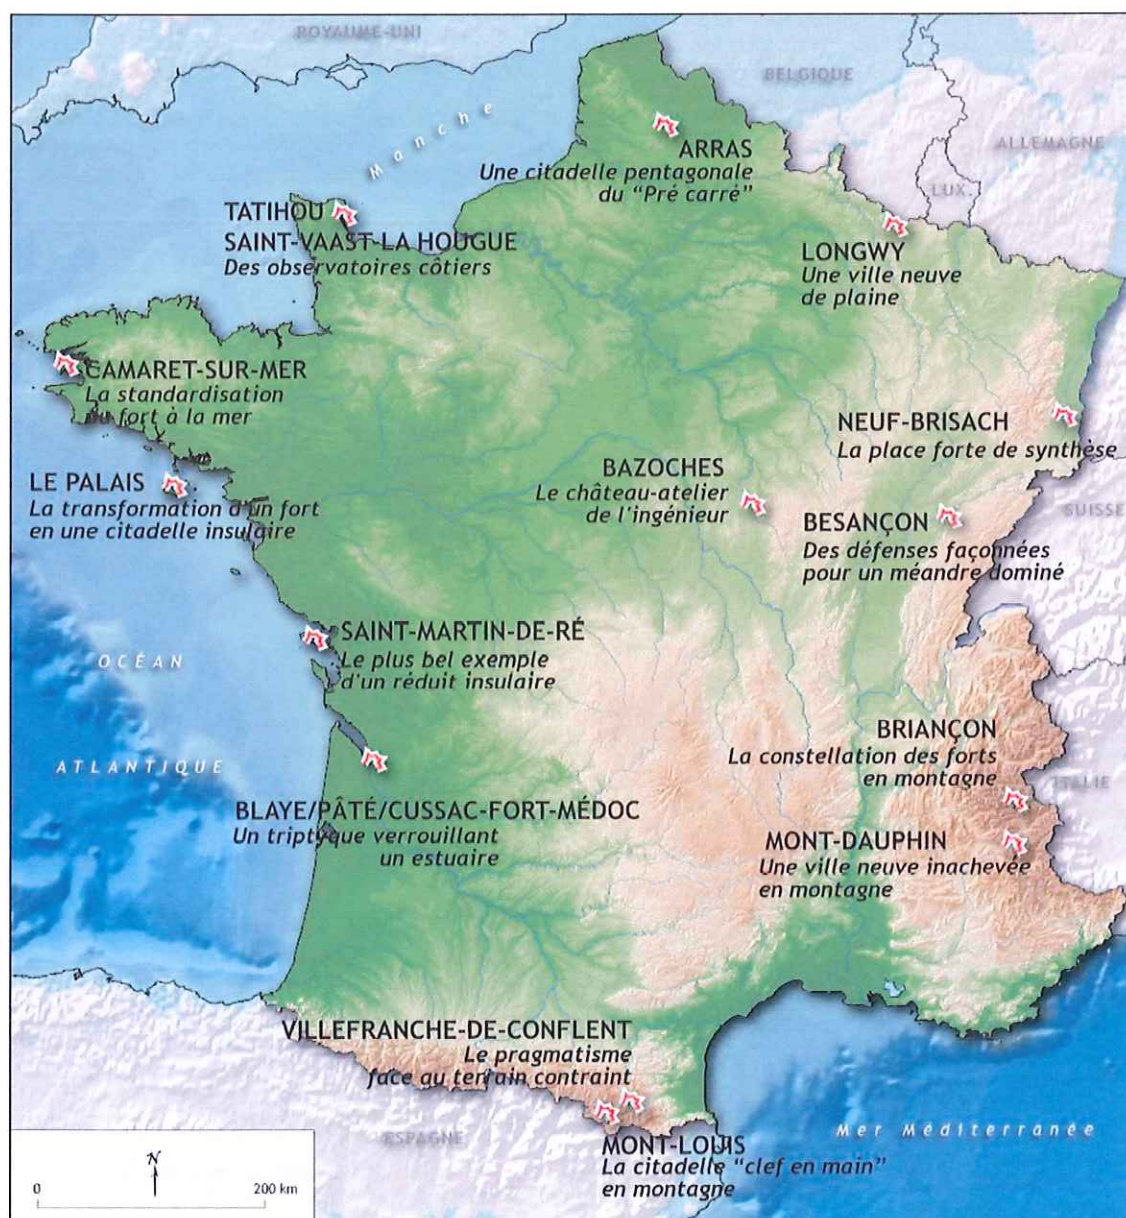 ROYAUME-UNI
BELGIQUE
ALLEMAGNE
LUX.
Manche
ARRAS
Une citadelle pentagonale
du "Pré carré"
TATIHOU
SAINT-VAAST-LA HOUGUE
Des observatoires côtiers
LONGWY
Une ville neuve
de plaine
CAMARET-SUR-MER
La standardisation
du fort à la mer
NEUF-BRISACH
La place forte de synthèse
LE PALAIS
La transformation d'un fort
en une citadelle insulaire
BAZOCHES
Le château-atelier
de l'ingénieur
BESANÇON
Des défenses façonnées
pour un méandre dominé
SUISSE
SAINT-MARTIN-DE-RÉ
Le plus bel exemple
d'un réduit insulaire
OCÉAN
ATLANTIQUE
BRIANÇON
La constellation des forts
en montagne
ITALIE
BLAYE/PÂTÉ/CUSSAC-FORT-MÉDOC
Un triptyque verrouillant
un estuaire
MONT-DAUPHIN
Une ville neuve inachevée
en montagne
VILLEFRANCHE-DE-CONFLENT
Le pragmatisme
face au terrain contraint
ESPAGNE
Mer Méditerranée
MONT-LOUIS
La citadelle "clef en main"
en montagne
N
0 200 km